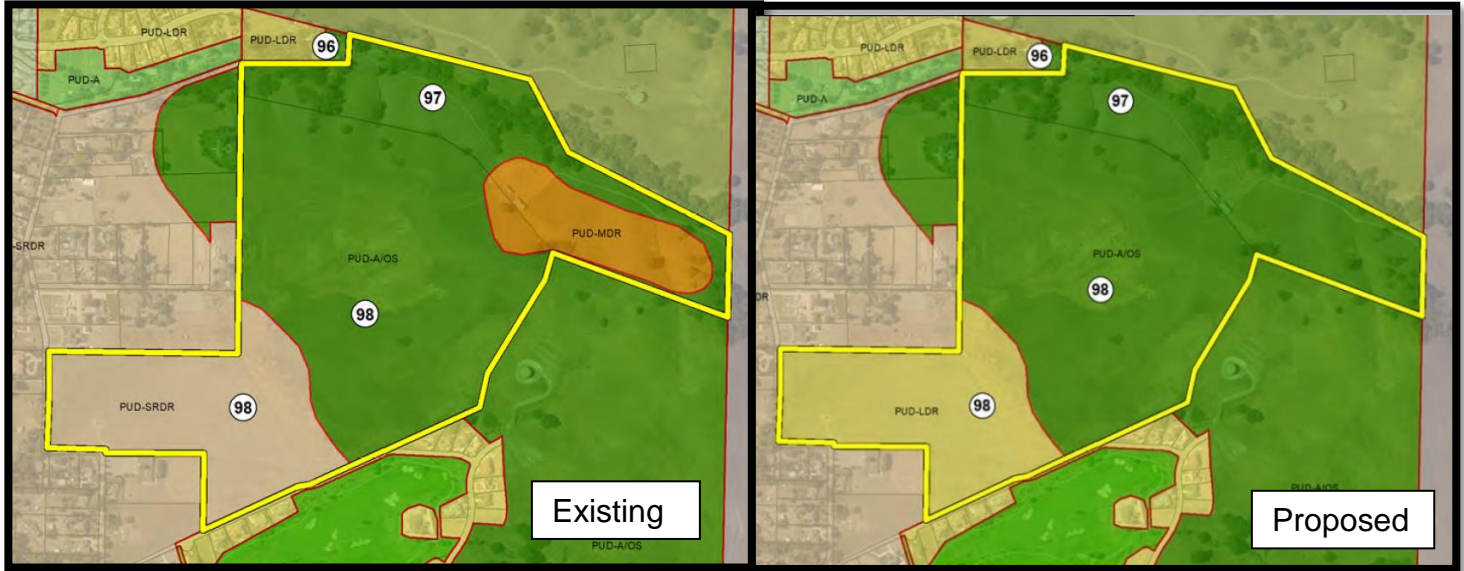 PUD-LDR
PUD-LDR
96
PUD-A
97
-SRDR
PUD-MDR
PUD-A/OS
98
PUD-SRDR
98
Existing
PUD-A/OS
PUD-LDR
PUD-LDR
96
PUD-A
97
PUD-A/OS
98
DR
PUD-LDR
98
PUD-A/OS
Proposed